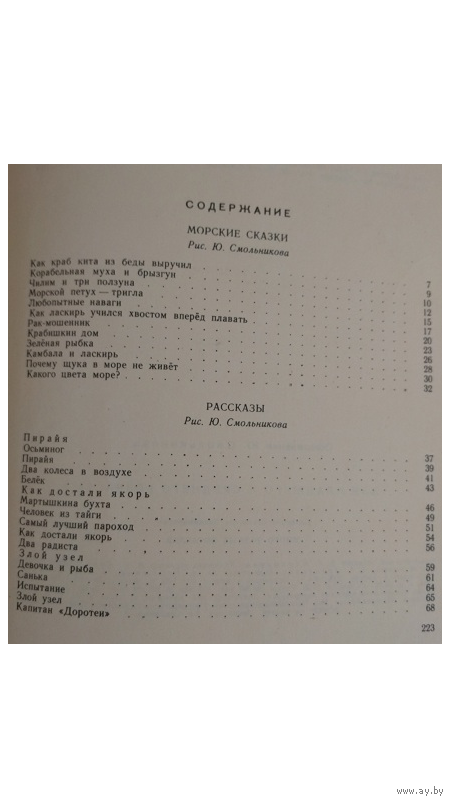 СОДЕРЖАНИЕ
МОРСКИЕ СКАЗКИ
Рис. Ю. Смольникова
Как краб кита из беды выручил 7
Корабельная муха и брызгун 9
Чилим и три ползуна 10
Морской петух — тригла 12
Любопытные наваги 15
Как ласкирь учился хвостом вперёд плавать 17
Рак-мошенник 20
Крабишкин дом 23
Зелёная рыбка 26
Камбала и ласкирь 28
Почему щука в море не живёт 30
Какого цвета море? 32
РАССКАЗЫ
Рис. Ю. Смольникова
Пирайя
Осьминог 37
Пирайя 39
Два колеса в воздухе 41
Белёк 43
Как достали якорь
Мартышкина бухта 46
Человек из тайги 49
Самый лучший пароход 51
Как достали якорь 54
Два радиста 56
Злой узел
Девочка и рыба 59
Санька 61
Испытание 64
Злой узел 65
Капитан «Доротеи» 68
223
www.ay.by